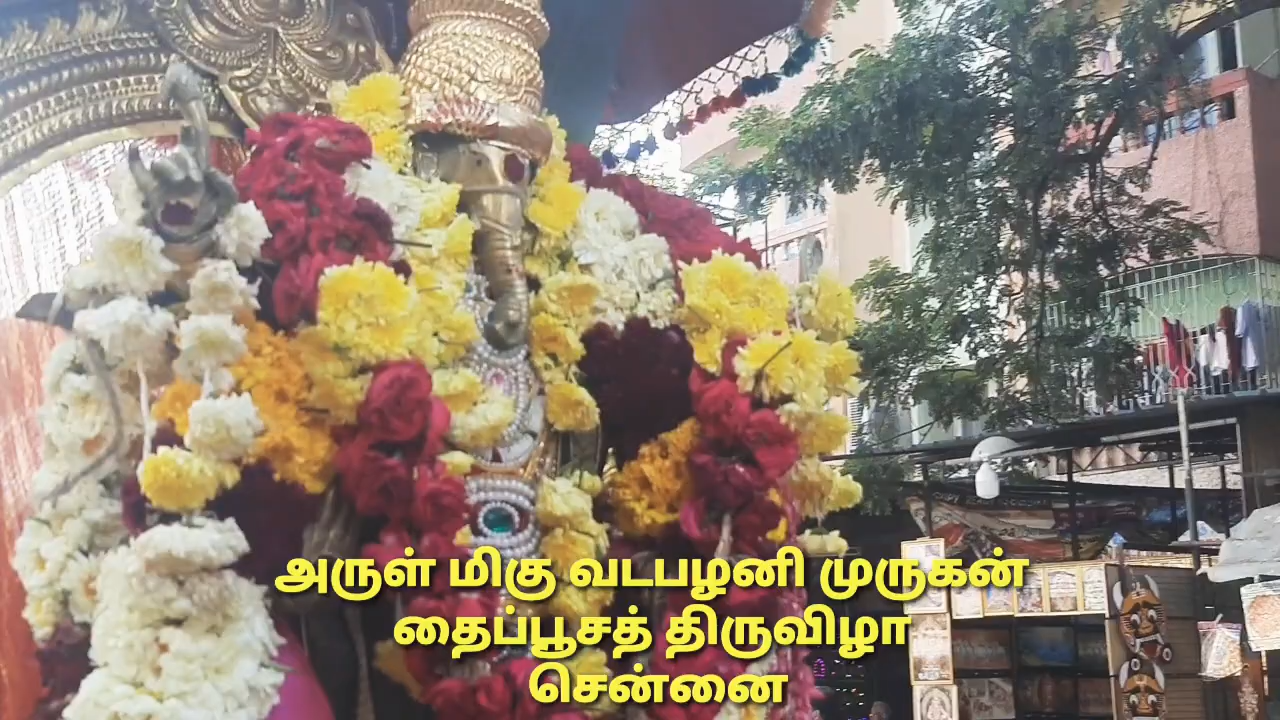 அருள் மிகு வடபழனி முருகன்
தைப்பூசத் திருவிழா
சென்னை